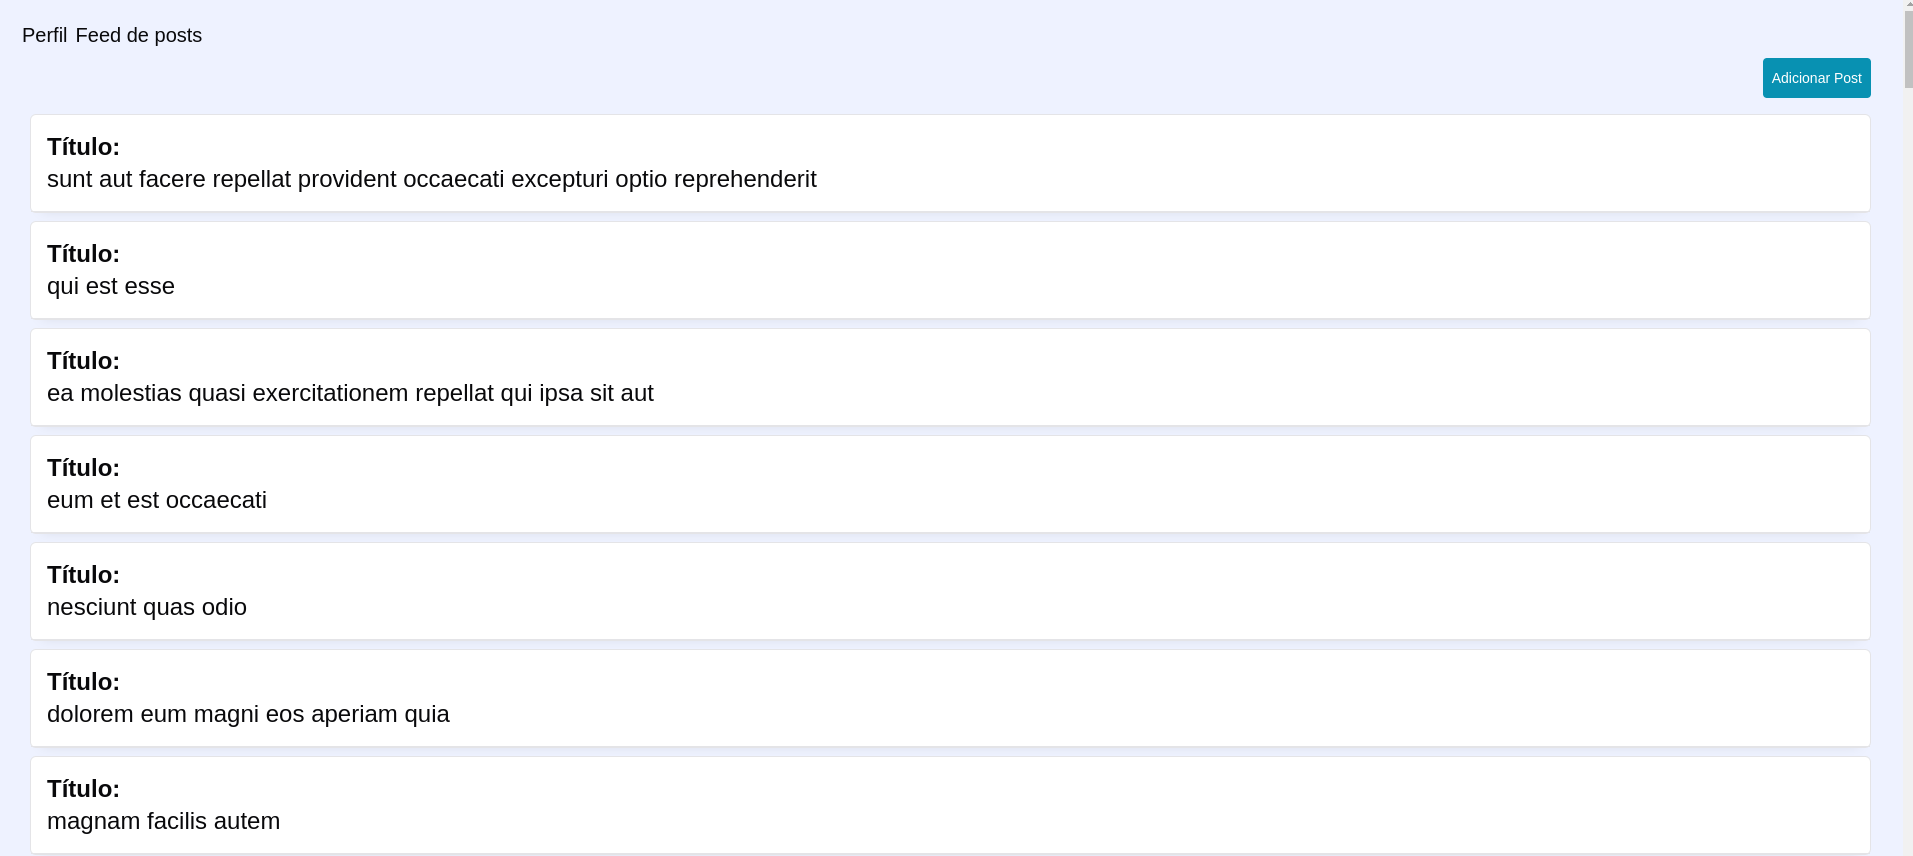 Perfil Feed de posts
Adicionar Post
Título:
sunt aut facere repellat provident occaecati excepturi optio reprehenderit
Título:
qui est esse
Título:
ea molestias quasi exercitationem repellat qui ipsa sit aut
Título:
eum et est occaecati
Título:
nesciunt quas odio
Título:
dolorem eum magni eos aperiam quia
Título:
magnam facilis autem